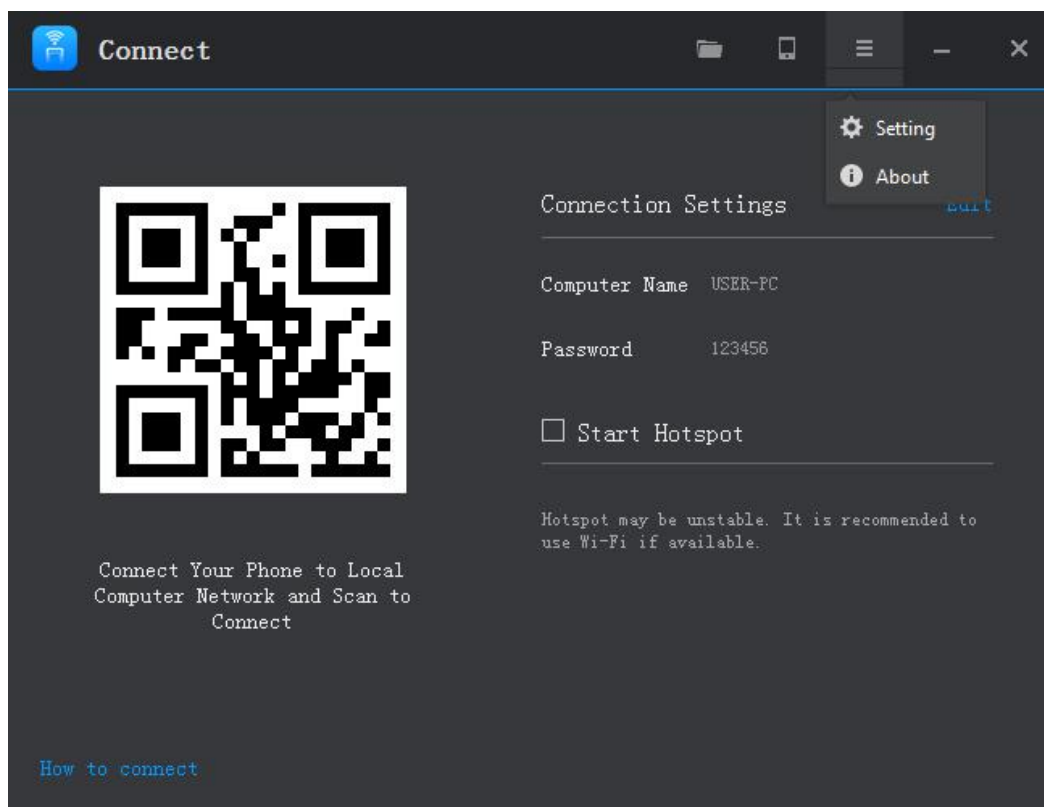 Connect
Setting
About
Connection Settings
Edit
Computer Name USER-PC
Password 123456
Start Hotspot
Hotspot may be unstable. It is recommended to
use Wi-Fi if available.
Connect Your Phone to Local
Computer Network and Scan to
Connect
How to connect